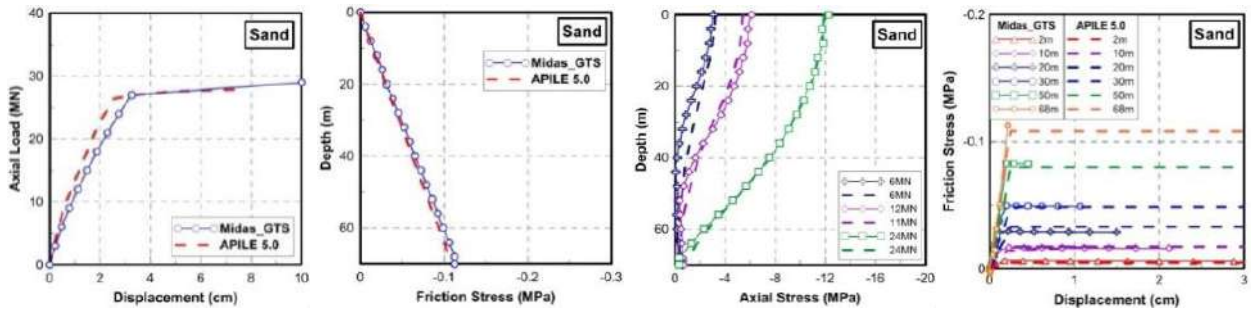 Axial Load (MN)
40
30
20
10
0
0 2 4 6 8 10
Displacement (cm)
Sand
Midas_GTS
APILE 5.0
Depth (m)
0
20
40
60
0 -0.1 -0.2 -0.3
Friction Stress (MPa)
Sand
Midas_GTS
APILE 5.0
Depth (m)
0
20
40
60
0 -4 -8 -12 -16 -20
Axial Stress (MPa)
Sand
6MN
6MN
12MN
11MN
24MN
24MN
Friction Stress (MPa)
-0.2
-0.1
0
0 1 2 3
Displacement (cm)
Sand
Midas_GTS APILE 5.0
2m 2m
10m 10m
20m 20m
30m 30m
50m 50m
68m 68m